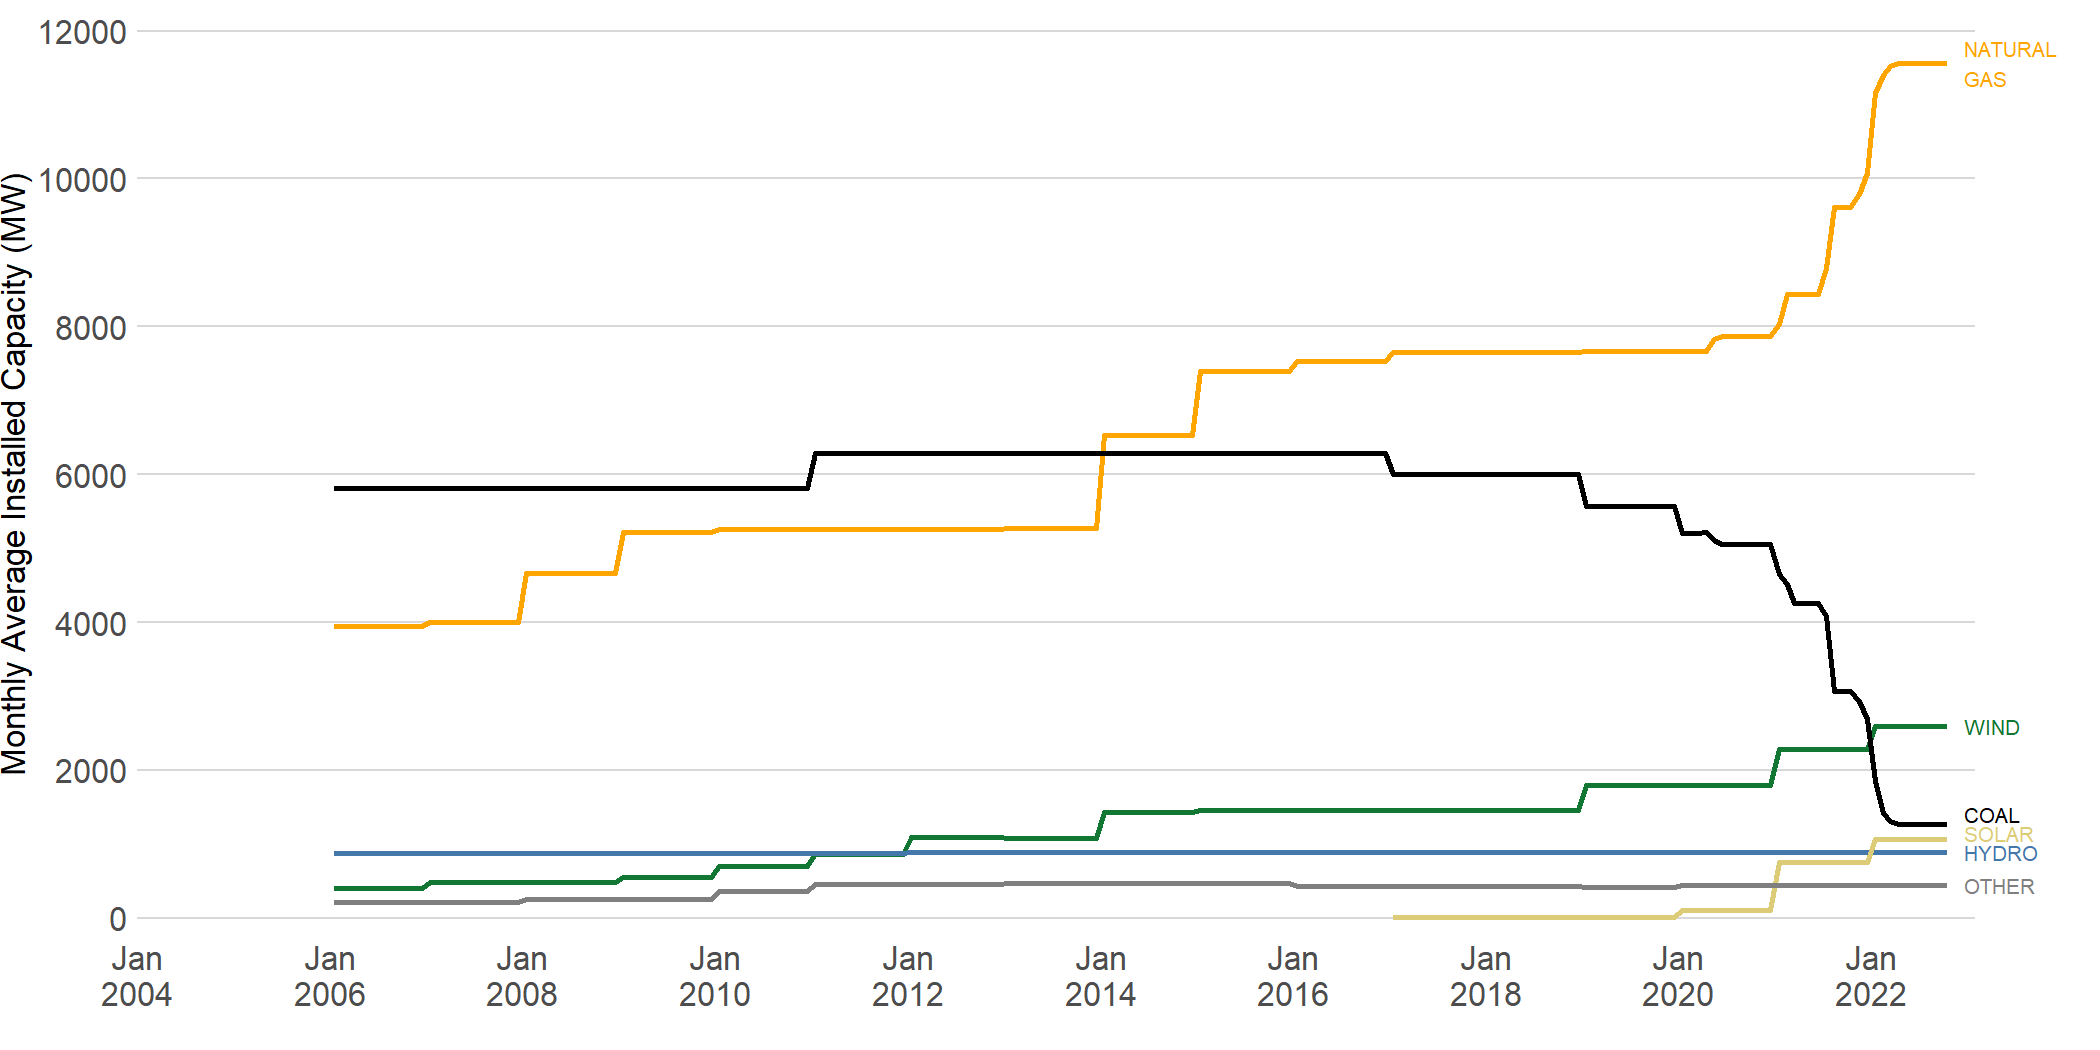 Monthly Average Installed Capacity (MW)
12000
10000
8000
6000
4000
2000
0
NATURAL
GAS
WIND
COAL
SOLAR
HYDRO
OTHER
Jan Jan Jan Jan Jan Jan Jan Jan Jan Jan
2004 2006 2008 2010 2012 2014 2016 2018 2020 2022